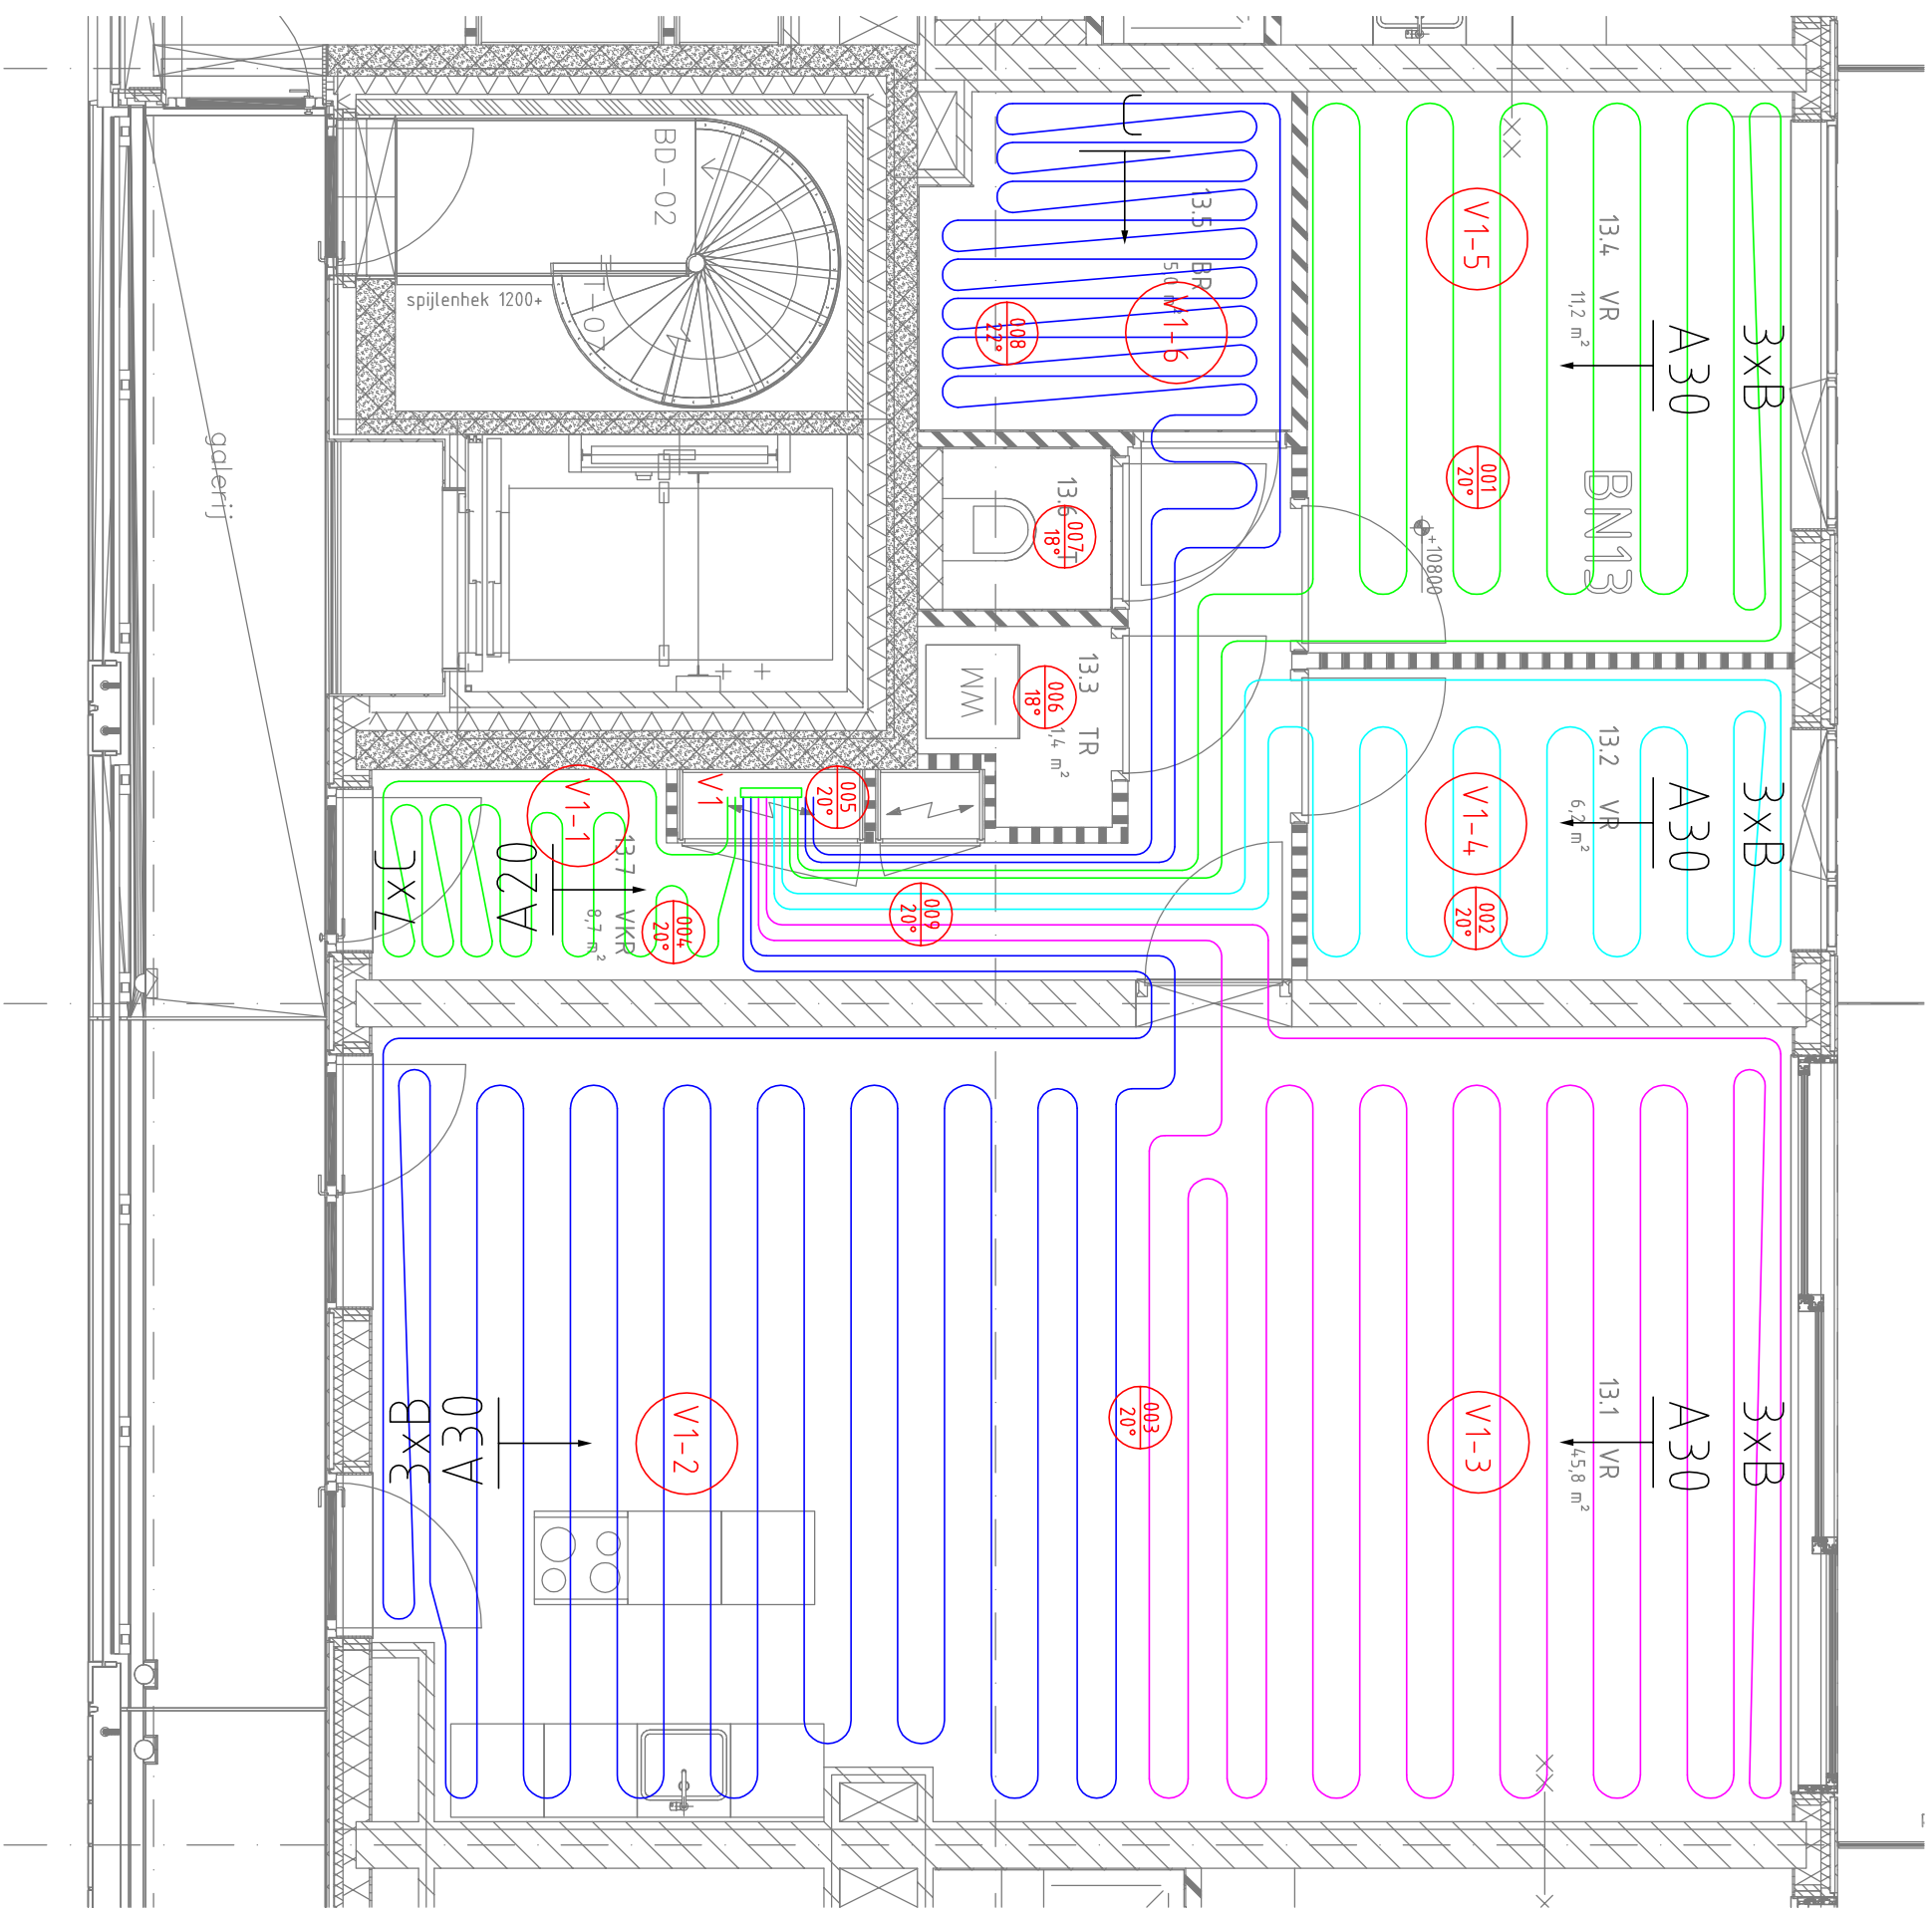 BD-02
spijlenhek 1200+
galerij
J
13.5 BR
V1-6
008
22°
V1-5
13.4 VR
11,2 m²
A30
3xB
001
20°
BN13
+10800
13.6 T
007
18°
13.3 TR
006
18°
WM
V1
005
20°
V1-1
13.7 VKR
8,7 m²
7xJ
A20
004
20°
009
20°
13.2 VR
6,2 m²
V1-4
A30
3xB
002
20°
3xB
A30
V1-2
003
20°
V1-3
13.1 VR
45,8 m²
A30
3xB